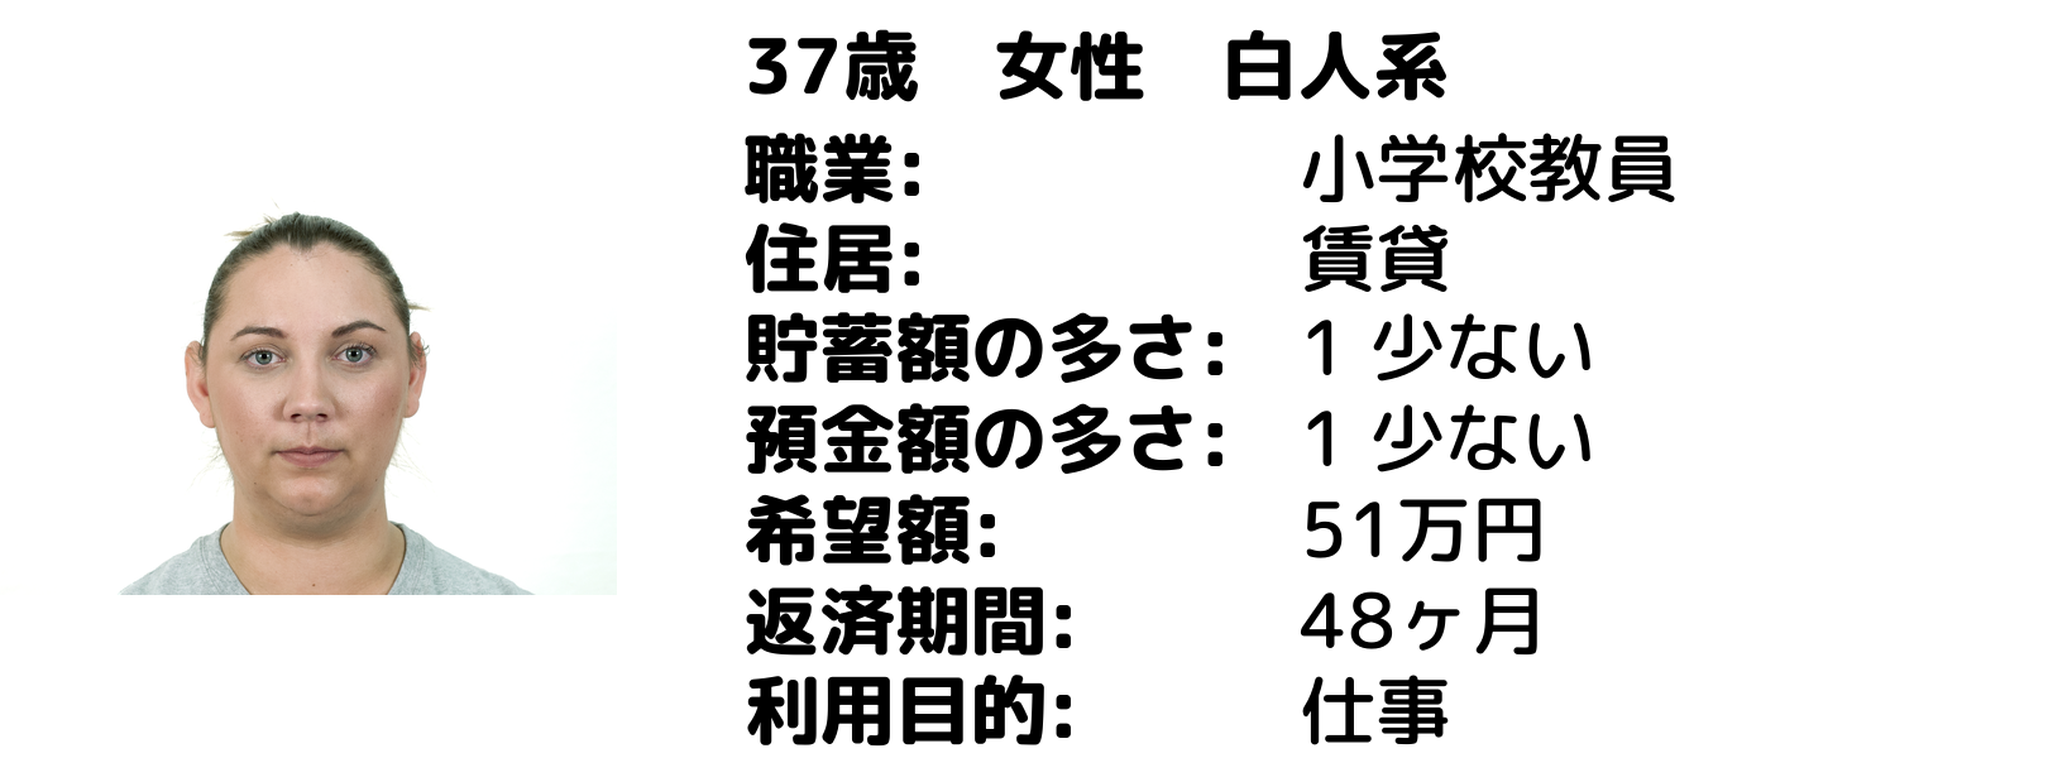 37歳　女性　白人系
職業: 小学校教員
住居: 賃貸
貯蓄額の多さ: 1 少ない
預金額の多さ: 1 少ない
希望額: 51万円
返済期間: 48ヶ月
利用目的: 仕事